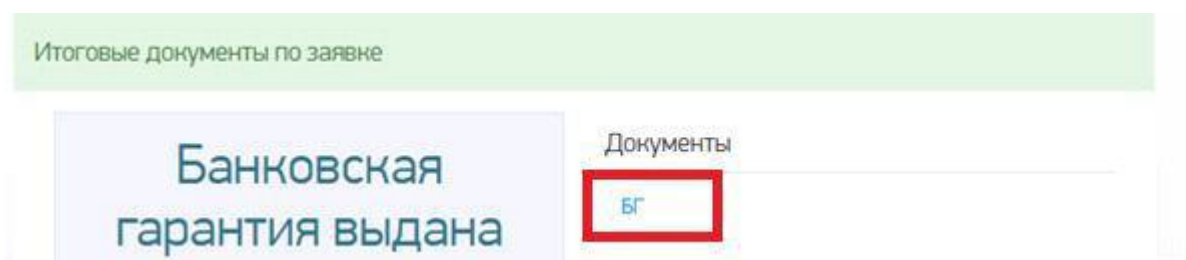 Итоговые документы по заявке
Банковская
гарантия выдана
Документы
БГ